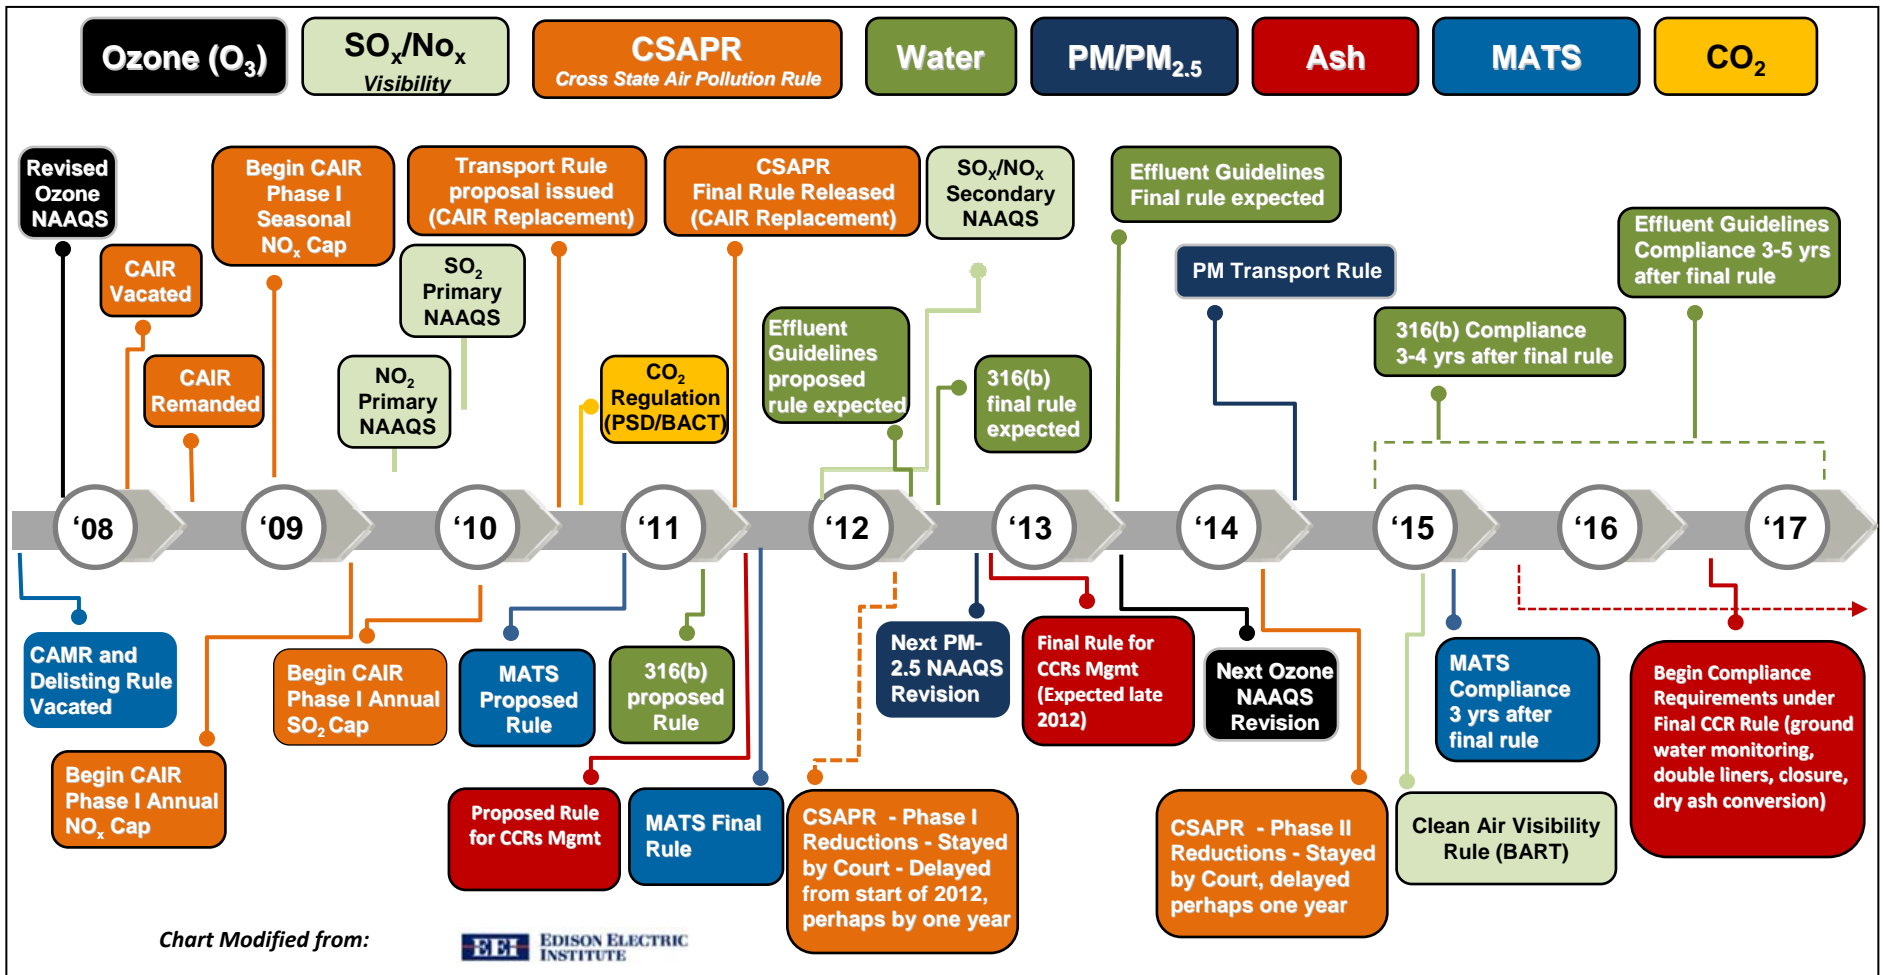 Ozone (O3)
SOx/Nox
Visibility
CSAPR
Cross State Air Pollution Rule
Water
PM/PM2.5
Ash
MATS
CO2
Revised
Ozone
NAAQS
CAIR
Vacated
CAIR
Remanded
Begin CAIR
Phase I
Seasonal
NOx Cap
NO2
Primary
NAAQS
SO2
Primary
NAAQS
Transport Rule
proposal issued
(CAIR Replacement)
CO2
Regulation
(PSD/BACT)
CSAPR
Final Rule Released
(CAIR Replacement)
Effluent
Guidelines
proposed
rule expected
SOX/NOX
Secondary
NAAQS
316(b)
final rule
expected
Effluent Guidelines
Final rule expected
PM Transport Rule
316(b) Compliance
3-4 yrs after final rule
Effluent Guidelines
Compliance 3-5 yrs
after final rule
‘08
‘09
‘10
‘11
‘12
‘13
‘14
‘15
‘16
‘17
CAMR and
Delisting Rule
Vacated
Begin CAIR
Phase I Annual
NOx Cap
Begin CAIR
Phase I Annual
SO2 Cap
MATS
Proposed
Rule
Proposed Rule
for CCRs Mgmt
316(b)
proposed
Rule
MATS Final
Rule
CSAPR - Phase I
Reductions - Stayed
by Court - Delayed
from start of 2012,
perhaps by one year
Next PM-
2.5 NAAQS
Revision
Final Rule for
CCRs Mgmt
(Expected late
2012)
Next Ozone
NAAQS
Revision
CSAPR - Phase II
Reductions - Stayed
by Court, delayed
perhaps one year
Clean Air Visibility
Rule (BART)
MATS
Compliance
3 yrs after
final rule
Begin Compliance
Requirements under
Final CCR Rule (ground
water monitoring,
double liners, closure,
dry ash conversion)
Chart Modified from:
EEI
EDISON ELECTRIC
INSTITUTE